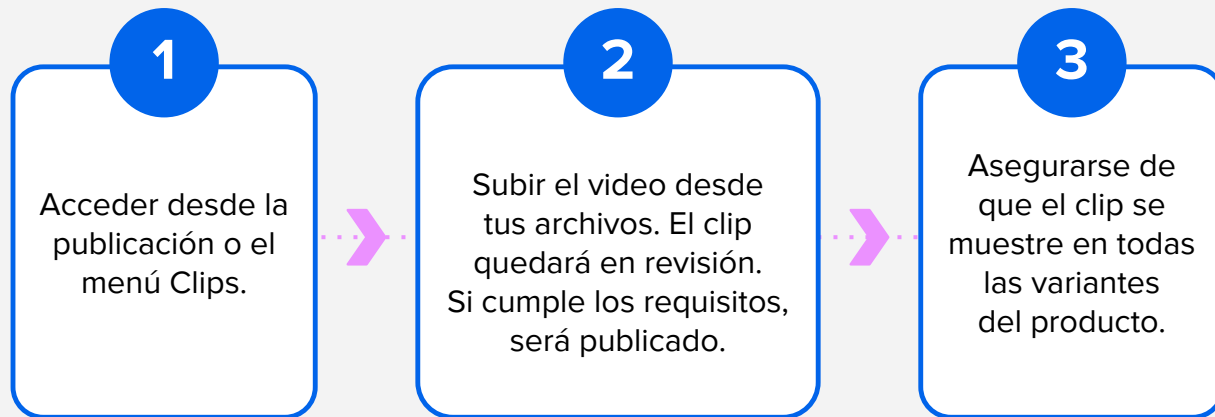 1
Acceder desde la
publicación o el
menú Clips.
2
Subir el video desde
tus archivos. El clip
quedará en revisión.
Si cumple los requisitos,
será publicado.
3
Asegurarse de
que el clip se
muestre en todas
las variantes
del producto.